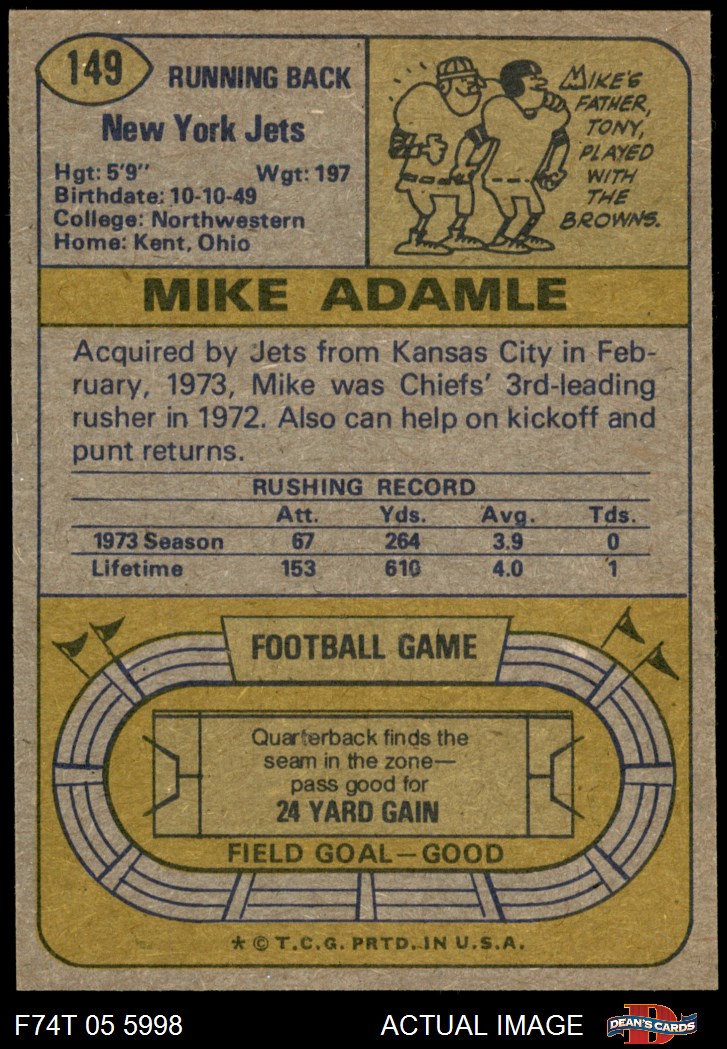 149
RUNNING BACK
New York Jets
Hgt: 5'9" Wgt: 197
Birthdate: 10-10-49
College: Northwestern
Home: Kent, Ohio
MIKE'S
FATHER,
TONY,
PLAYED
WITH
THE
BROWNS.
MIKE ADAMLE
Acquired by Jets from Kansas City in Feb-
ruary, 1973, Mike was Chiefs' 3rd-leading
rusher in 1972. Also can help on kickoff and
punt returns.
RUSHING RECORD
Att. Yds. Avg. Tds.
1973 Season 67 264 3.9 0
Lifetime 153 610 4.0 1
FOOTBALL GAME
Quarterback finds the
seam in the zone—
pass good for
24 YARD GAIN
FIELD GOAL—GOOD
* © T.C.G. PRTD. IN U.S.A.
F74T 05 5998 ACTUAL IMAGE D DEAN'S CARDS